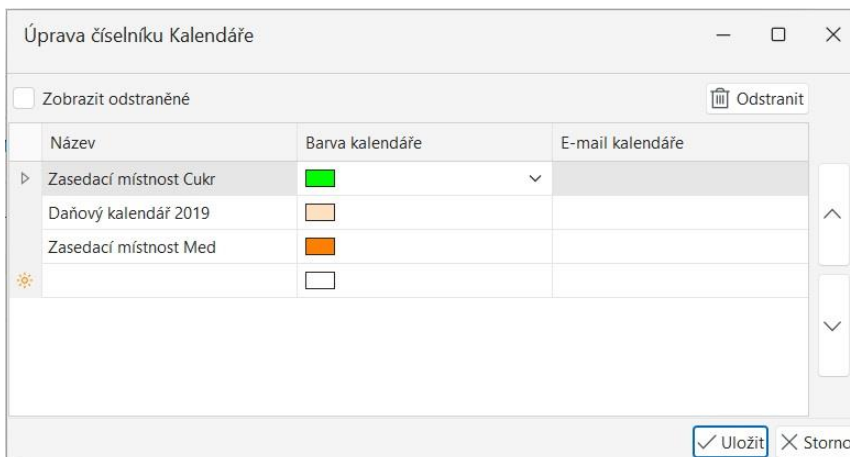 Úprava číselníku Kalendáře
Zobrazit odstraněné
Odstranit
Název Barva kalendáře E-mail kalendáře
Zasedací místnost Cukr
Daňový kalendář 2019
Zasedací místnost Med
Uložit Storno